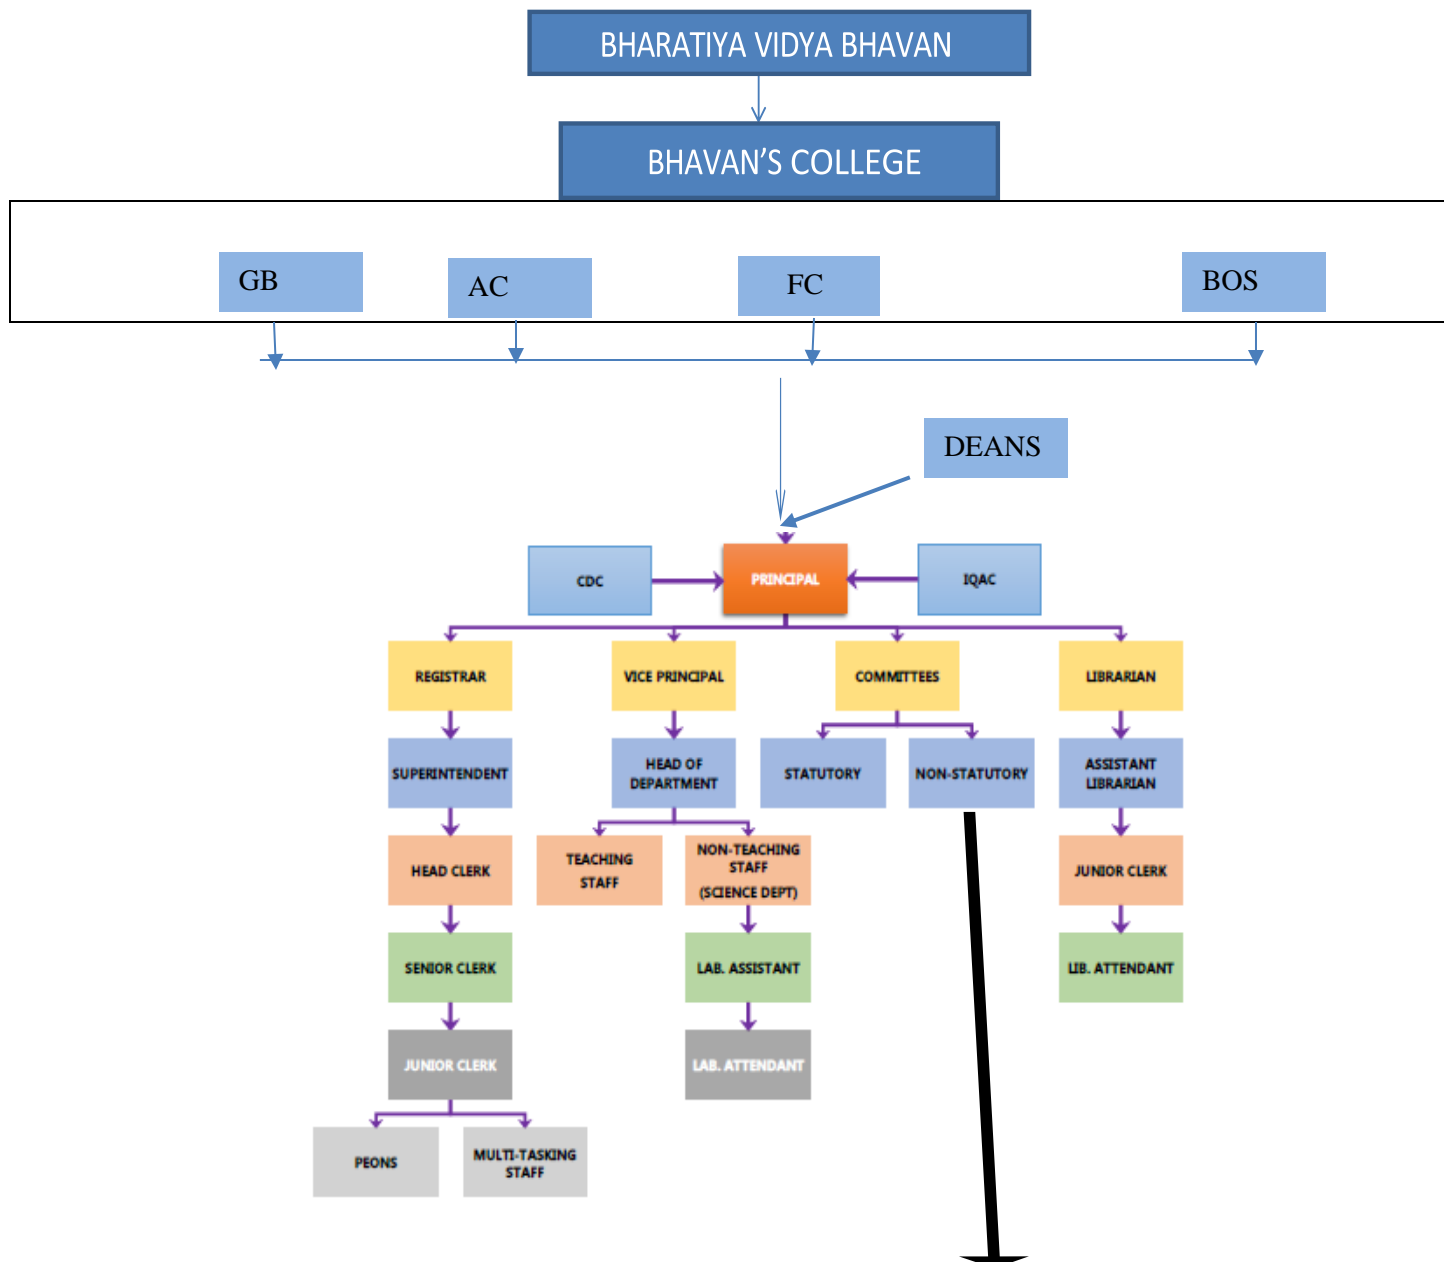 BHARATIYA VIDYA BHAVAN
BHAVAN’S COLLEGE
GB
AC
FC
BOS
DEANS
CDC
PRINCIPAL
IQAC
REGISTRAR
VICE PRINCIPAL
COMMITTEES
LIBRARIAN
SUPERINTENDENT
HEAD OF
DEPARTMENT
STATUTORY
NON-STATUTORY
ASSISTANT
LIBRARIAN
HEAD CLERK
TEACHING
STAFF
NON-TEACHING
STAFF
(SCIENCE DEPT)
JUNIOR CLERK
SENIOR CLERK
LAB. ASSISTANT
LIB. ATTENDANT
JUNIOR CLERK
LAB. ATTENDANT
PEONS
MULTI-TASKING
STAFF